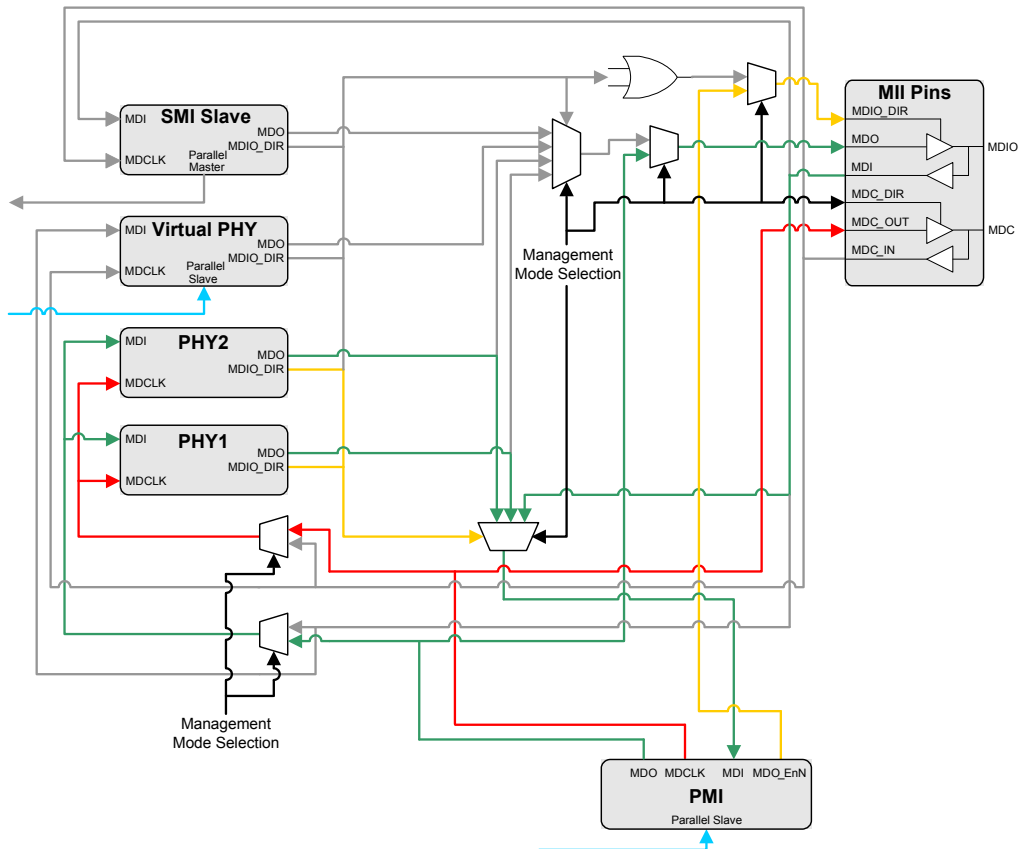 SMI Slave
MDI
MDO
MDIO_DIR
MDCLK
Parallel
Master
Virtual PHY
MDI
MDO
MDIO_DIR
MDCLK
Parallel
Slave
PHY2
MDI
MDO
MDIO_DIR
MDCLK
PHY1
MDI
MDO
MDIO_DIR
MDCLK
Management
Mode Selection
MII Pins
MDIO_DIR
MDO
MDIO
MDI
MDC_DIR
MDC_OUT
MDC
MDC_IN
Management
Mode Selection
MDO MDCLK MDI MDO_EnN
PMI
Parallel Slave